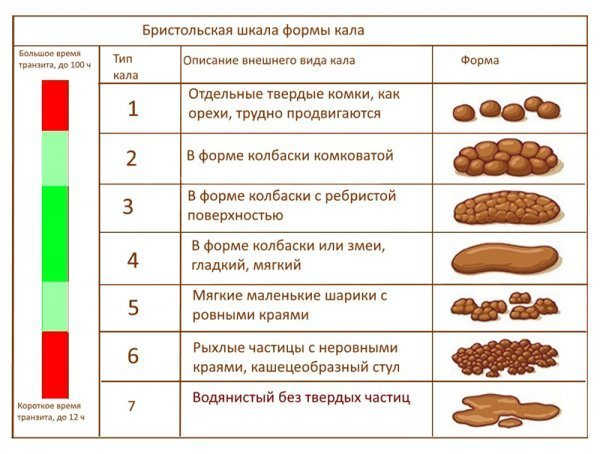 Бристольская шкала формы кала
Большое время
транзита, до 100 ч
Тип
кала
Описание внешнего вида кала
Форма
1
Отдельные твердые комки, как
орехи, трудно продвигаются
2
В форме колбаски комковатой
3
В форме колбаски с ребристой
поверхностью
4
В форме колбаски или змеи,
гладкий, мягкий
5
Мягкие маленькие шарики с
ровными краями
6
Рыхлые частицы с неровными
краями, кашецеобразный стул
7
Водянистый без твердых частиц
Короткое время
транзита, до 12 ч